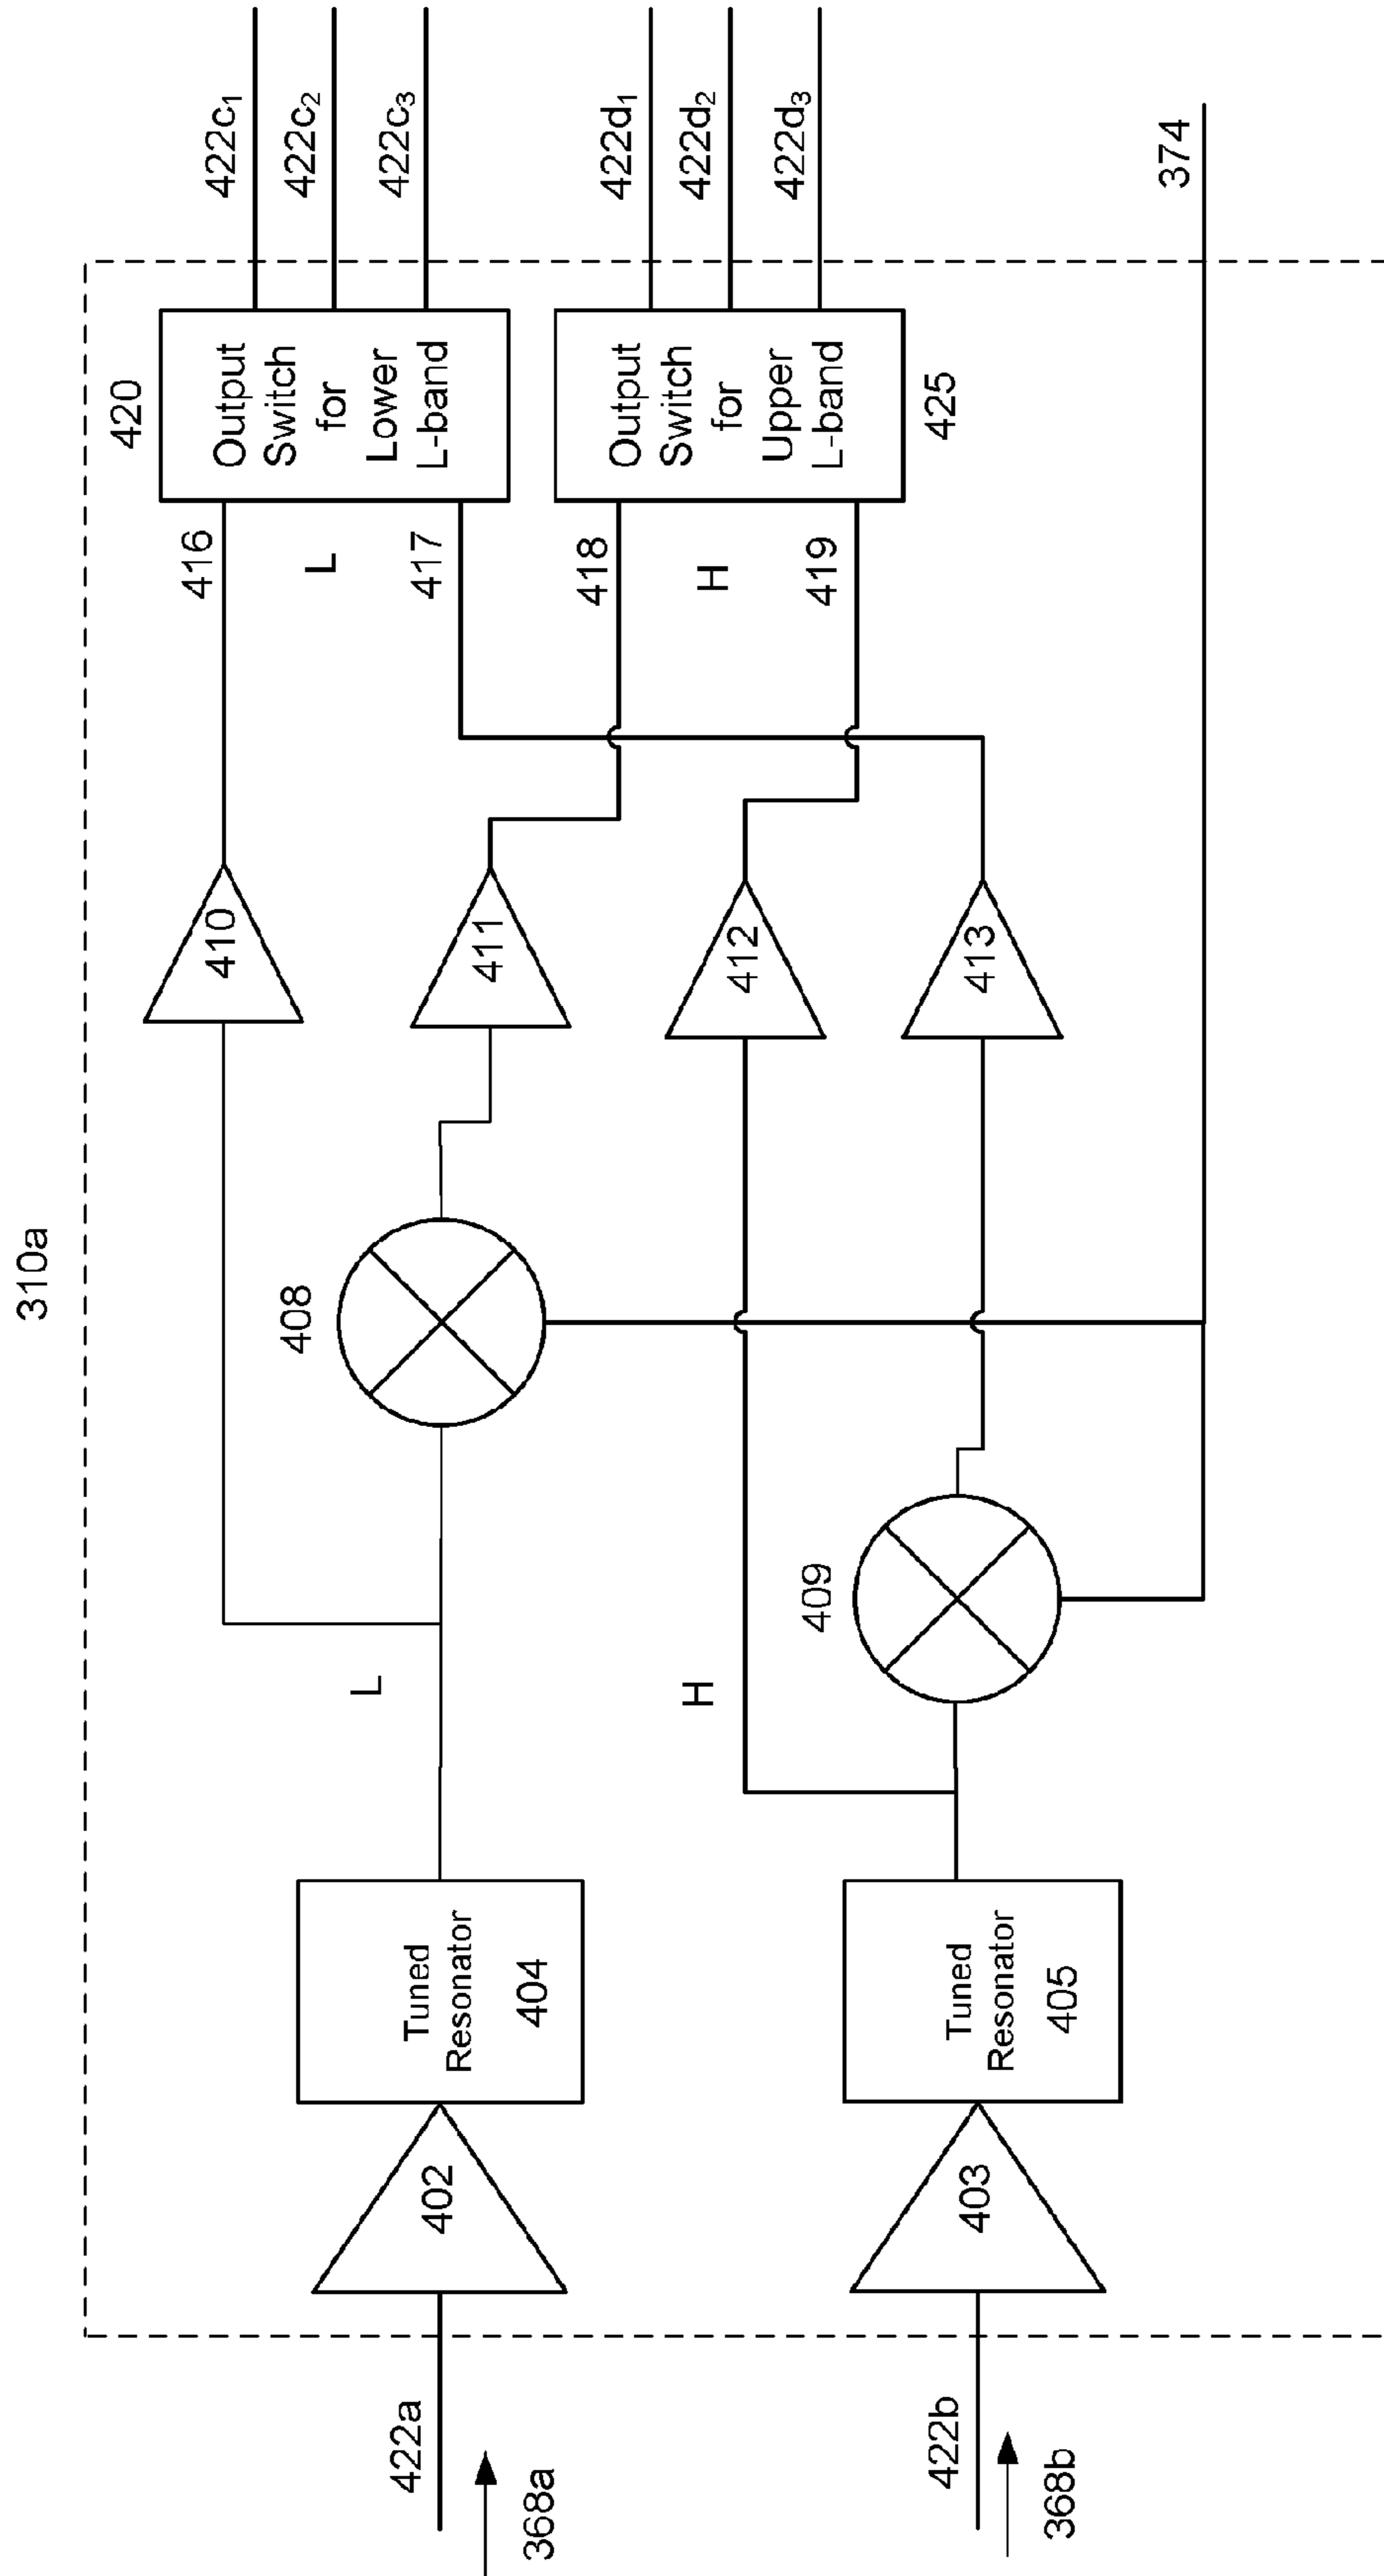 310a
422a
368a
402
Tuned
Resonator
404
L
408
410
411
416
L
417
420
Output
Switch
for
Lower
L-band
422c₁
422c₂
422c₃
422b
368b
403
Tuned
Resonator
405
H
409
412
413
418
H
419
Output
Switch
for
Upper
L-band
425
422d₁
422d₂
422d₃
374